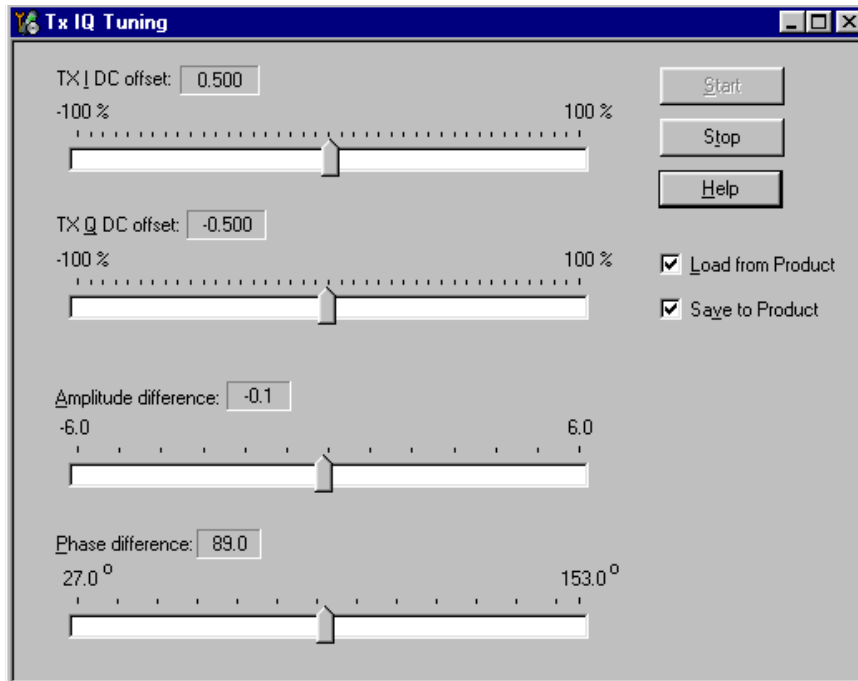 Tx IQ Tuning
TX I DC offset: 0.500
-100 % 100 %
Start
Stop
Help
TX Q DC offset: -0.500
-100 % 100 %
Load from Product
Save to Product
Amplitude difference: -0.1
-6.0 6.0
Phase difference: 89.0
27.0 º 153.0 º